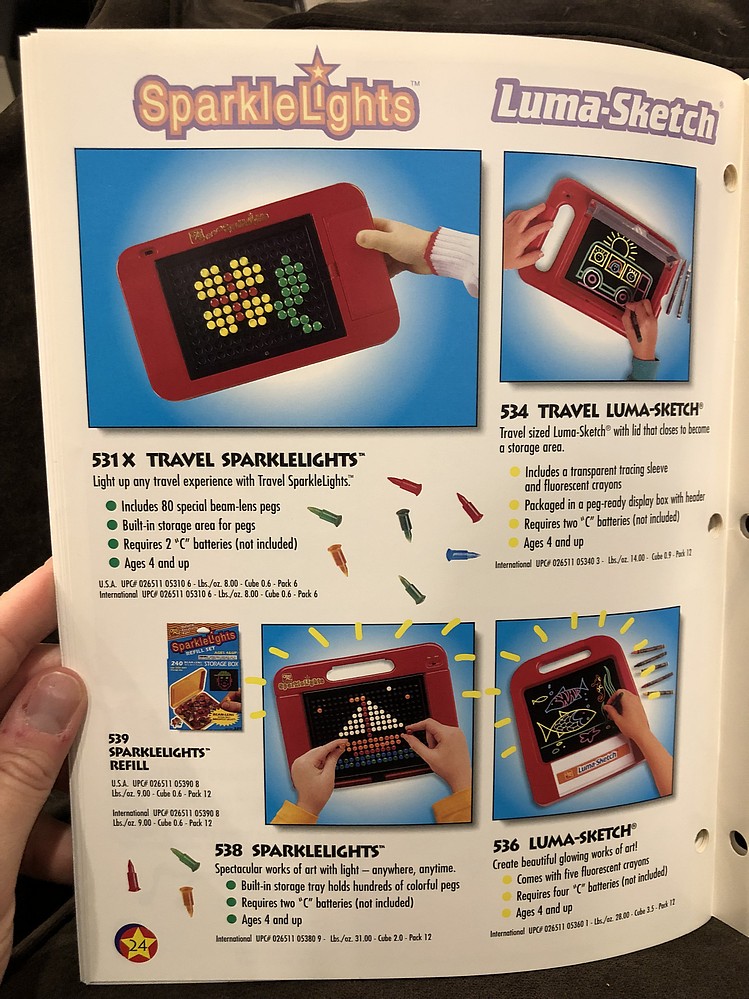 SparkleLights™
Luma-Sketch®
531X TRAVEL SPARKLELIGHTS™
Light up any travel experience with Travel SparkleLights.™
Includes 80 special beam-lens pegs
Built-in storage area for pegs
Requires 2 “C” batteries (not included)
Ages 4 and up
U.S.A. UPC# 026511 05310 6 - Lbs./oz. 8.00 - Cube 0.6 - Pack 6
International UPC# 026511 05310 6 - Lbs./oz. 8.00 - Cube 0.6 - Pack 6
534 TRAVEL LUMA-SKETCH®
Travel sized Luma-Sketch® with lid that closes to become
a storage area.
Includes a transparent tracing sleeve
and fluorescent crayons
Packaged in a peg-ready display box with header
Requires two “C” batteries (not included)
Ages 4 and up
International UPC# 026511 05340 3 - Lbs./oz. 14.00 - Cube 0.9 - Pack 12
SparkleLights
REFILL SET
240
STORAGE BOX
539
SPARKLELIGHTS™
REFILL
U.S.A. UPC# 026511 05390 8
Lbs./oz. 9.00 - Cube 0.6 - Pack 12
International UPC# 026511 05390 8
Lbs./oz. 9.00 - Cube 0.6 - Pack 12
SparkleLights
538 SPARKLELIGHTS™
Spectacular works of art with light – anywhere, anytime.
Built-in storage tray holds hundreds of colorful pegs
Requires two “C” batteries (not included)
Ages 4 and up
International UPC# 026511 05380 9 - Lbs./oz. 31.00 - Cube 2.0 - Pack 12
Luma Sketch
536 LUMA-SKETCH®
Create beautiful glowing works of art!
Comes with five fluorescent crayons
Requires four “C” batteries (not included)
Ages 4 and up
International UPC# 026511 05360 1 - Lbs./oz. 28.00 - Cube 3.5 - Pack 12
24